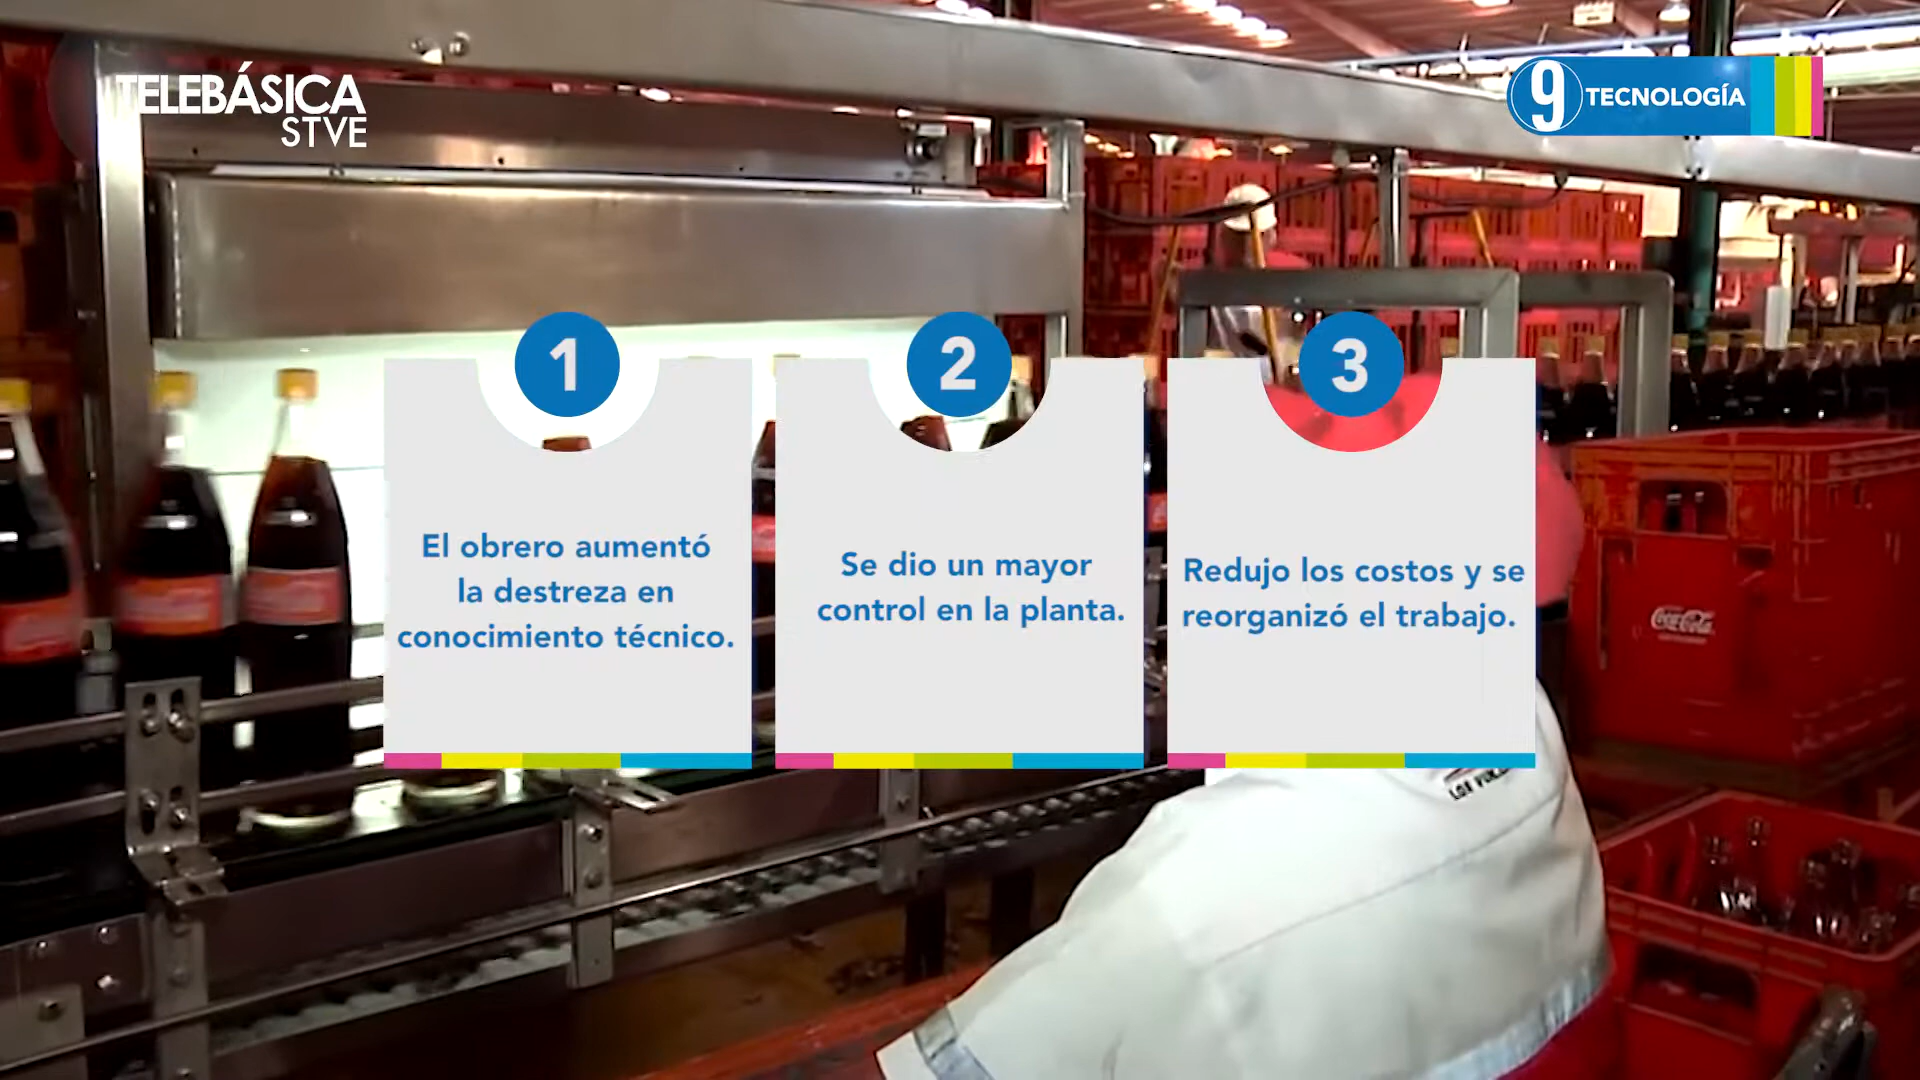 TELEBÁSICA
STVE
9 TECNOLOGÍA
1
El obrero aumentó
la destreza en
conocimiento técnico.
2
Se dio un mayor
control en la planta.
3
Redujo los costos y se
reorganizó el trabajo.
Coca-Cola